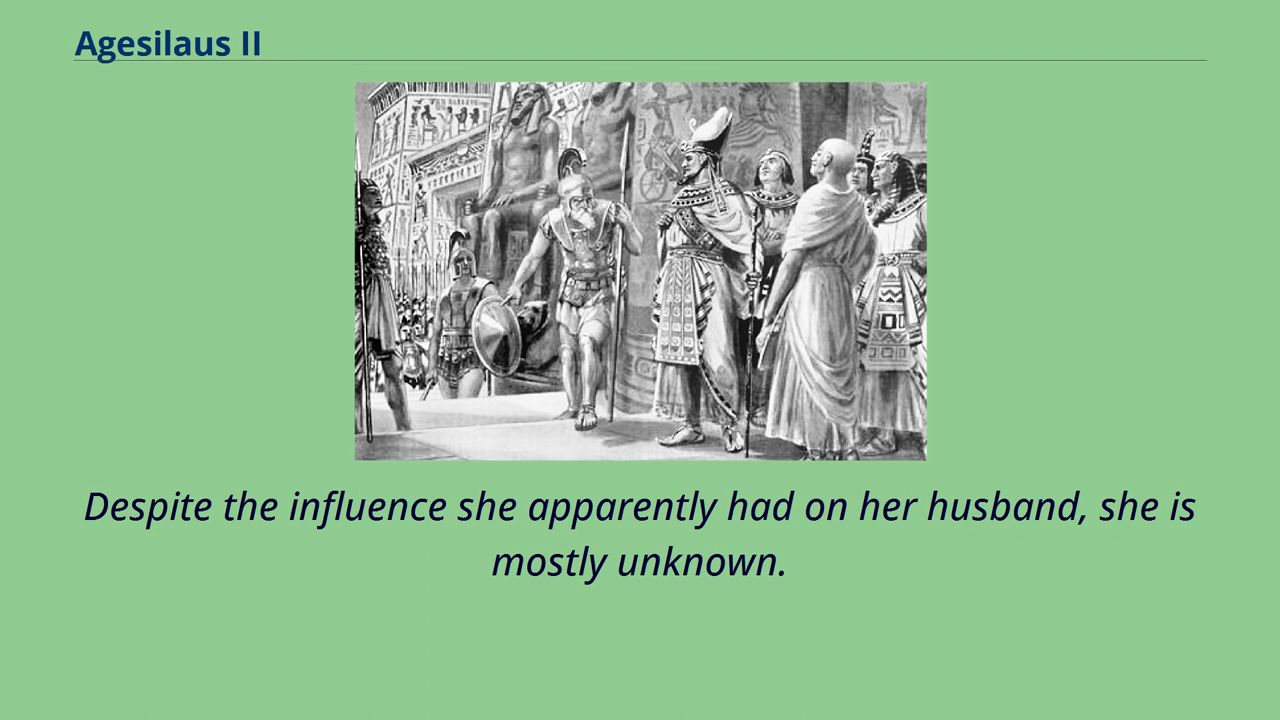 Agesilaus II
Despite the influence she apparently had on her husband, she is
mostly unknown.